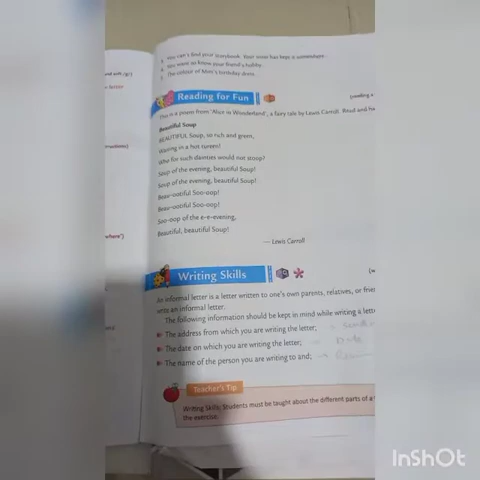 You can't find your storybook. Your sister has kept it somewhere.
You want to know your friend's hobby.
The colour of Mini's birthday dress.
and soft /g/)
letter
Reading for Fun
This is a poem from 'Alice in Wonderland', a fairy tale by Lewis Carroll. Read and
Beautiful Soup
BEAUTIFUL Soup, so rich and green,
Waiting in a hot tureen!
Who for such dainties would not stoop?
Soup of the evening, beautiful Soup!
Soup of the evening, beautiful Soup!
Beau-ootiful Soo-oop!
Beau-ootiful Soo-oop!
Soo-oop of the e-e-evening,
Beautiful, beautiful Soup!
— Lewis Carroll
where')
Writing Skills
An informal letter is a letter written to one's own parents, relatives, or
write an informal letter.
The following information should be kept in mind while writing a
The address from which you are writing the letter;
The date on which you are writing the letter; Date
The name of the person you are writing to and;
Teacher's Tip
Writing Skills: Students must be taught about the different parts of a
the exercise.
InShOt